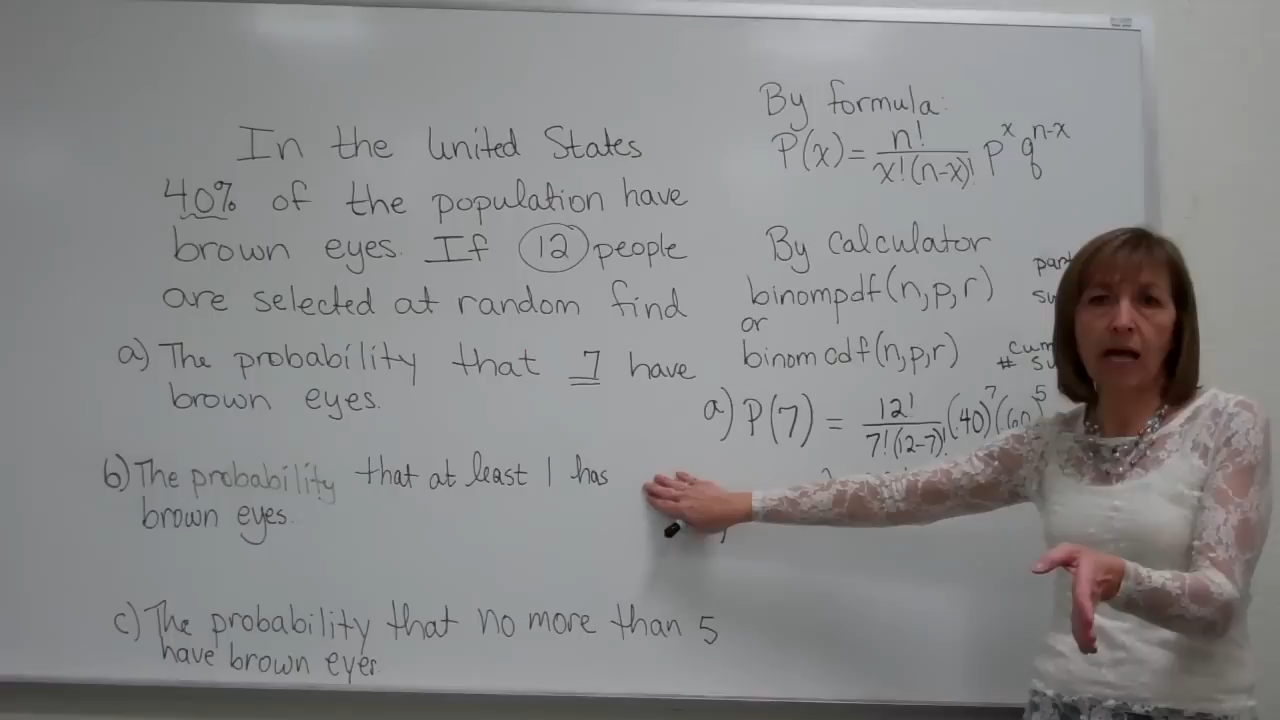 In the United States
40% of the population have
brown eyes. If 12 people
are selected at random find
a) The probability that 7 have
brown eyes.
b) The probability that at least 1 has
brown eyes.
c) The probability that no more than 5
have brown eyes
By formula:
P(x) = n!/x!(n-x)! p^x q^(n-x)
By Calculator
binompdf(n,p,r)
or
binomcdf(n,p,r)
#
a) P(7) = 12!/7!(12-7)! (.40)^7 (.60)^5